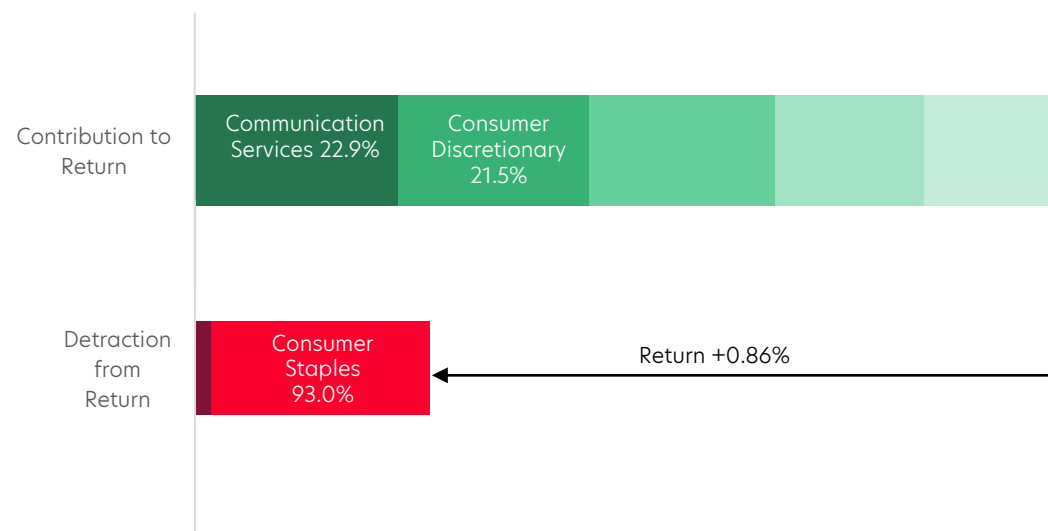 Contribution to
Return
Communication
Services 22.9%
Consumer
Discretionary
21.5%
Detraction
from
Return
Consumer
Staples
93.0%
Return +0.86%